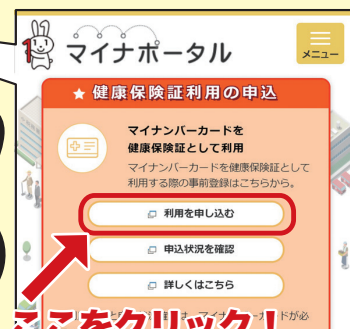 マイナポータル
メニュー
★ 健康保険証利用の申込
マイナンバーカードを
健康保険証として利用
マイナンバーカードを健康保険証として
利用する際の事前登録はこちらから。
利用を申し込む
申込状況を確認
詳しくはこちら
ここをクリック!